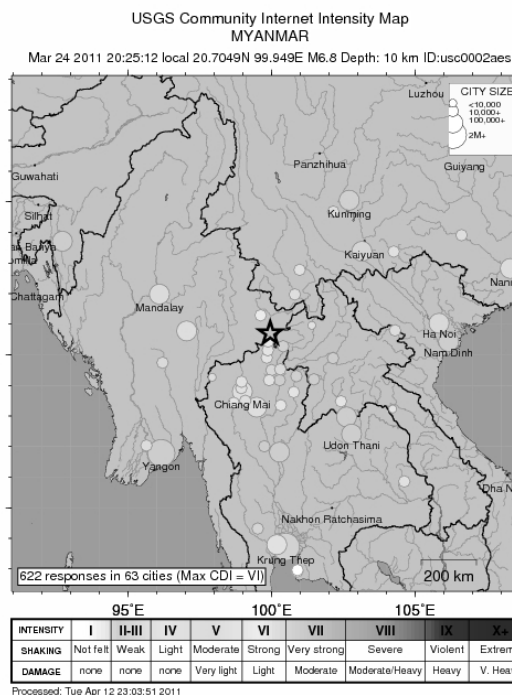 USGS Community Internet Intensity Map
MYANMAR
Mar 24 2011 20:25:12 local 20.7049N 99.949E M6.8 Depth: 10 km ID:usc0002aes
CITY SIZE
<10,000
10,000+
100,000+
2M+
Luzhou
Panzhihua
Guiyang
Guwahati
Kunming
Silhat
Kaiyuan
Nann
Chattagam
Mandalay
Ha Noi
Nam Dinh
Chiang Mai
Udon Thani
Yangon
Dha N
Nakhon Ratchasima
Krung Thep
622 responses in 63 cities (Max CDI = VI)
200 km
95°E 100°E 105°E
INTENSITY I II-III IV V VI VII VIII IX X+
SHAKING Not felt Weak Light Moderate Strong Very strong Severe Violent Extrem
DAMAGE none none none Very light Light Moderate Moderate/Heavy Heavy V. Hea
Processed: Tue Apr 12 23:03:51 2011